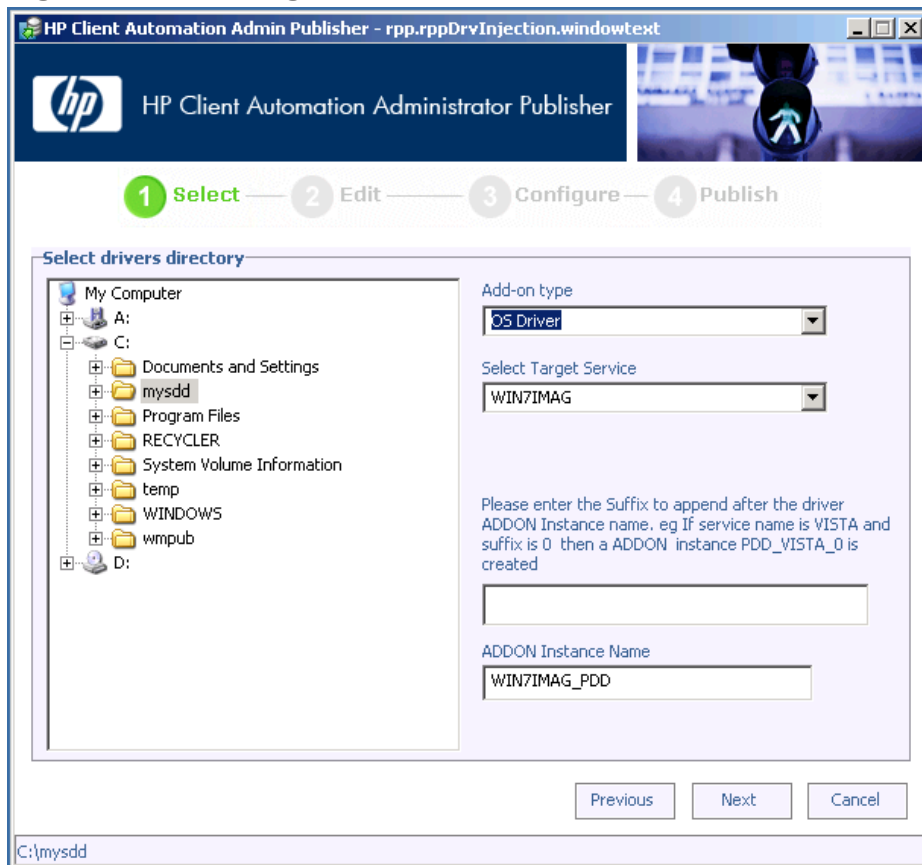 HP Client Automation Admin Publisher - rpp.rppDrvInjection.windowtext
hp HP Client Automation Administrator Publisher
1 Select 2 Edit 3 Configure 4 Publish
Select drivers directory
My Computer
A:
C:
Documents and Settings
mysdd
Program Files
RECYCLER
System Volume Information
temp
WINDOWS
wmpub
D:
Add-on type
OS Driver
Select Target Service
WIN7IMAG
Please enter the Suffix to append after the driver
ADDON Instance name. eg If service name is VISTA and
suffix is 0 then a ADDON instance PDD_VISTA_0 is
created
ADDON Instance Name
WIN7IMAG_PDD
Previous Next Cancel
C:\mysdd